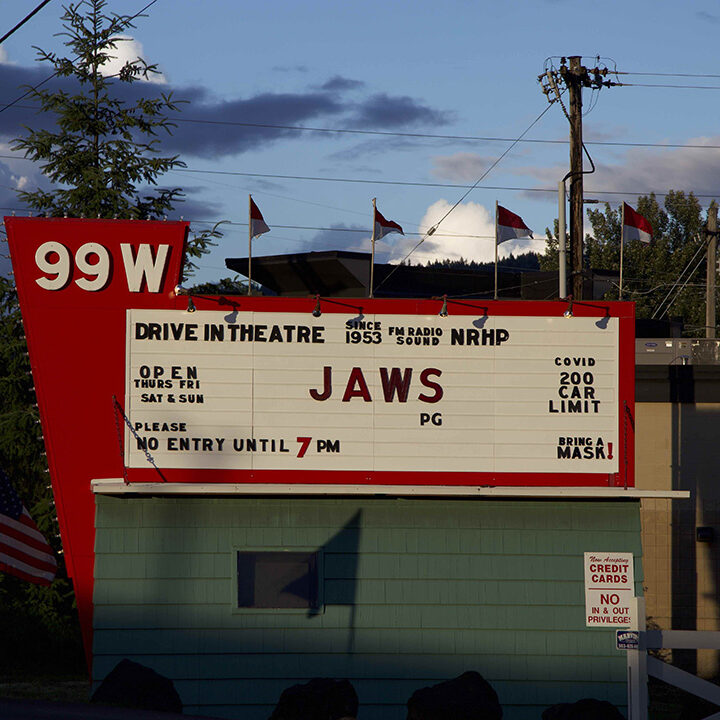 99 W
DRIVE IN THEATRE SINCE 1953 FM RADIO SOUND NRHP
OPEN
THURS FRI
SAT & SUN
JAWS
PG
COVID
200
CAR
LIMIT
PLEASE
NO ENTRY UNTIL 7 PM
BRING A
MASK!
Now Accepting
CREDIT
CARDS
NO
IN & OUT
PRIVILEGES